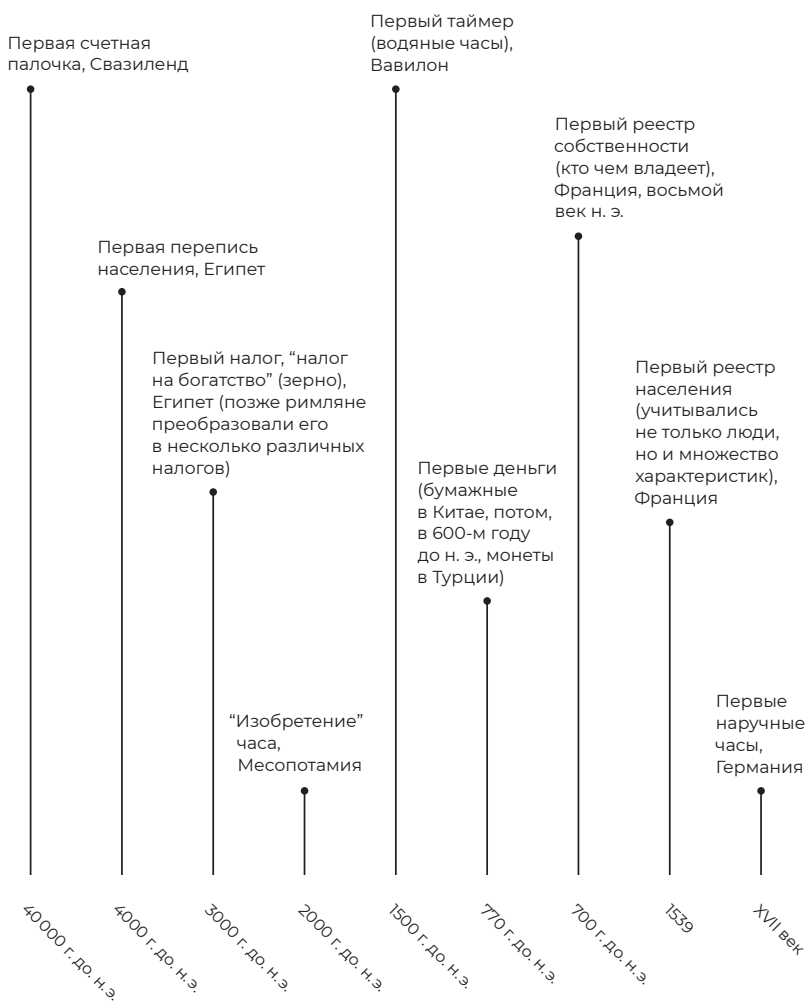 Первая счетная
палочка, Свазиленд
Первая перепись
населения, Египет
Первый налог, “налог
на богатство” (зерно),
Египет (позже римляне
преобразовали его
в несколько различных
налогов)
“Изобретение”
часа,
Месопотамия
Первый таймер
(водяные часы),
Вавилон
Первые деньги
(бумажные
в Китае, потом,
в 600-м году
до н. э., монеты
в Турции)
Первый реестр
собственности
(кто чем владеет),
Франция, восьмой
век н. э.
Первый реестр
населения
(учитывались
не только люди,
но и множество
характеристик),
Франция
Первые
наручные
часы,
Германия
40 000 г. до. н. э.
4000 г. до. н. э.
3000 г. до. н. э.
2000 г. до. н. э.
1500 г. до. н. э.
770 г. до. н. э.
700 г. до. н. э.
1539
XVII век